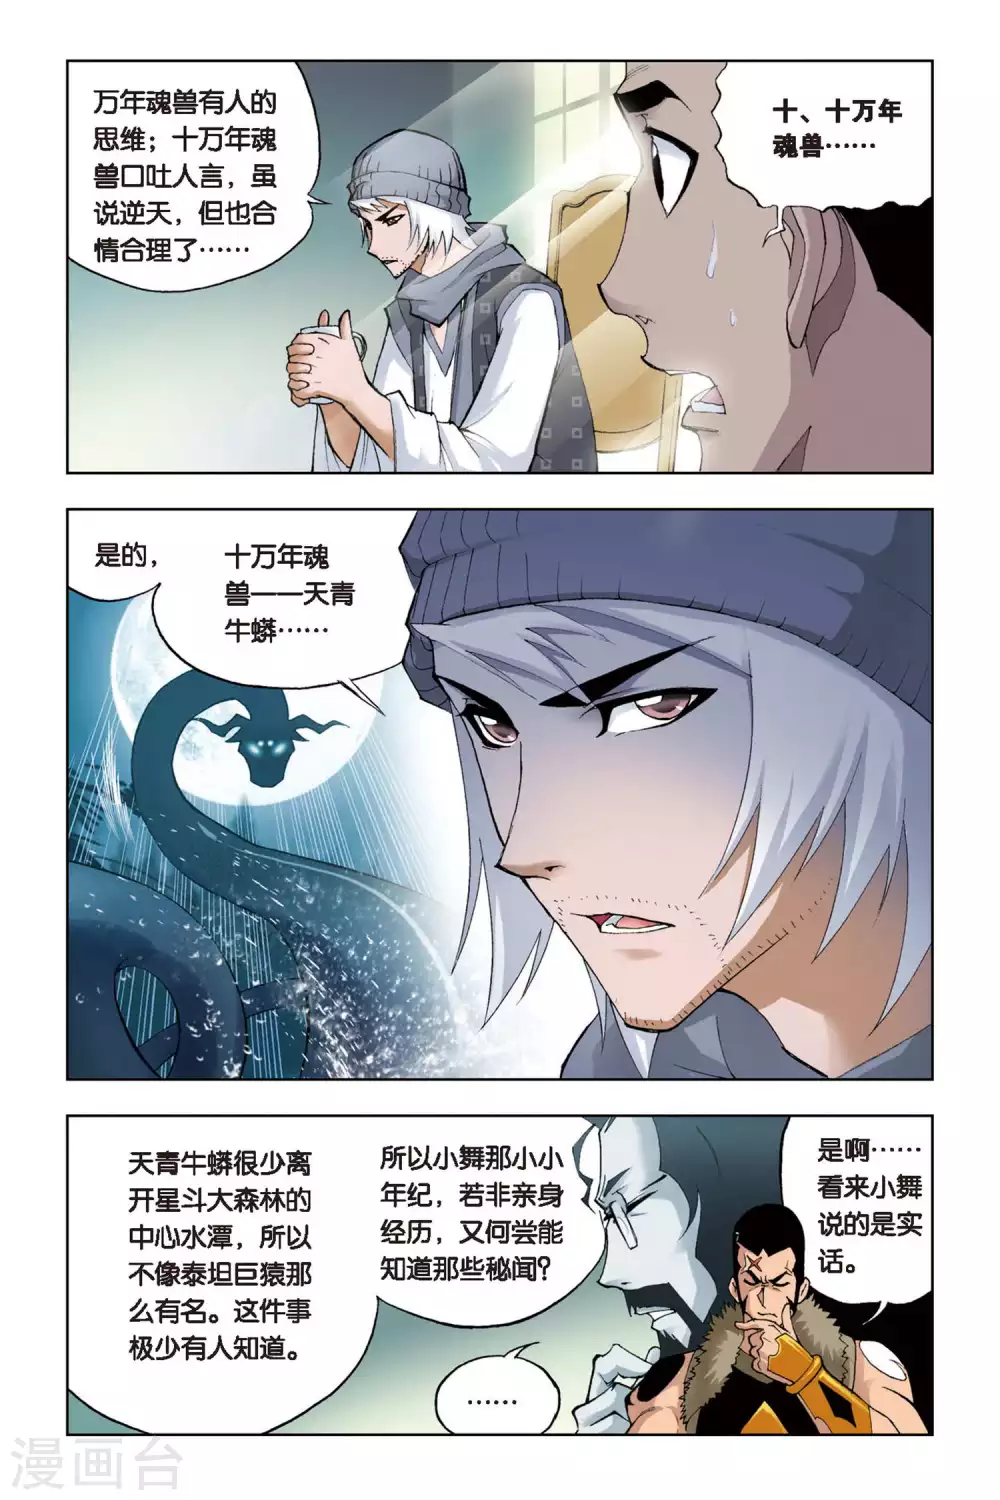 万年魂兽有人的
思维；十万年魂
兽口吐人言，虽
说逆天，但也合
情合理了……
十、十万年
魂兽……
是的，
十万年魂
兽——天青
牛蟒……
天青牛蟒很少离
开星斗大森林的
中心水潭，所以
不像泰坦巨猿那
么有名。这件事
极少有人知道。
所以小舞那小小
年纪，若非亲身
经历，又何尝能
知道那些秘闻？
……
是啊……
看来小舞
说的是实
话。
漫画台